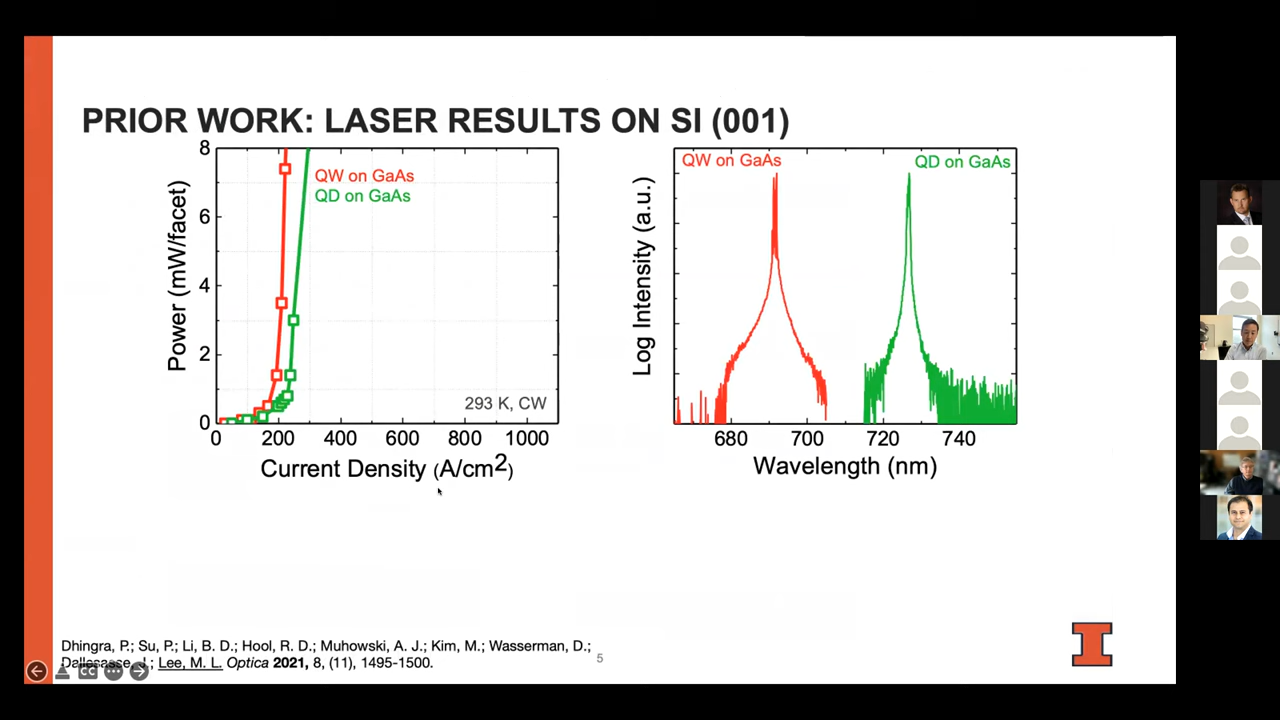 PRIOR WORK: LASER RESULTS ON SI (001)
8
6
4
2
0
Power (mW/facet)
QW on GaAs
QD on GaAs
293 K, CW
0 200 400 600 800 1000
Current Density (A/cm2)
Log Intensity (a.u.)
QW on GaAs
QD on GaAs
680 700 720 740
Wavelength (nm)
Dhingra, P.; Su, P.; Li, B. D.; Hool, R. D.; Muhowski, A. J.; Kim, M.; Wasserman, D.;
Dallesasse, J.; Lee, M. L. Optica 2021, 8, (11), 1495-1500.
5
CC
I